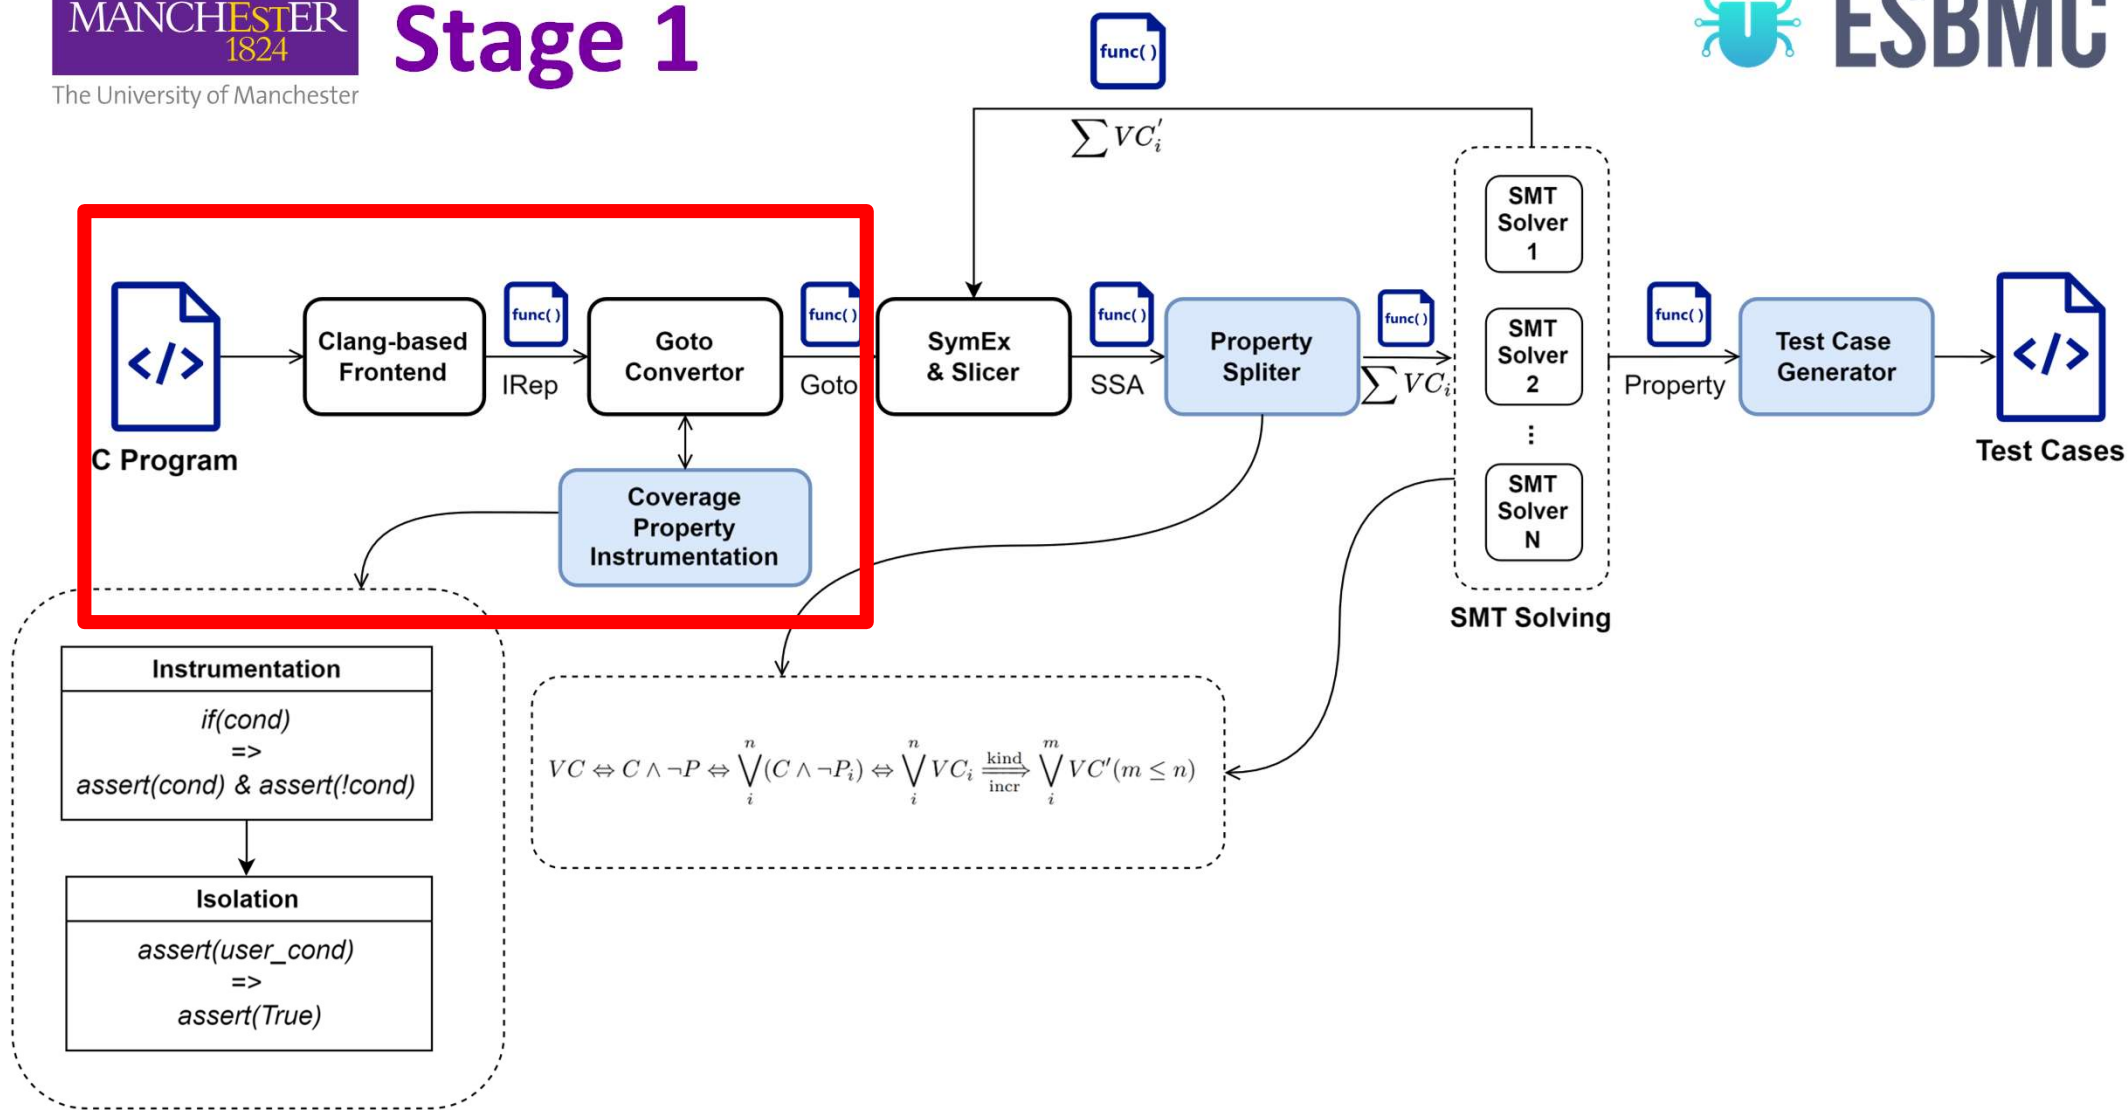 MANCHESTER
1824
The University of Manchester
Stage 1
ESBMC
func( )
∑ VC'ᵢ
C Program
Clang-based
Frontend
func( )
IRep
Goto
Convertor
func( )
Goto
SymEx
& Slicer
func( )
SSA
Property
Spliter
func( )
∑ VCᵢ
SMT
Solver
1
SMT
Solver
2
⋮
SMT
Solver
N
SMT Solving
func( )
Property
Test Case
Generator
Test Cases
Coverage
Property
Instrumentation
Instrumentation
if(cond)
=>
assert(cond) & assert(!cond)
Isolation
assert(user_cond)
=>
assert(True)
VC ⇔ C ∧ ¬P ⇔ ⋁ᵢⁿ (C ∧ ¬Pᵢ) ⇔ ⋁ᵢⁿ VCᵢ ⟹ [kind / incr] ⋁ᵢᵐ VC′(m ≤ n)